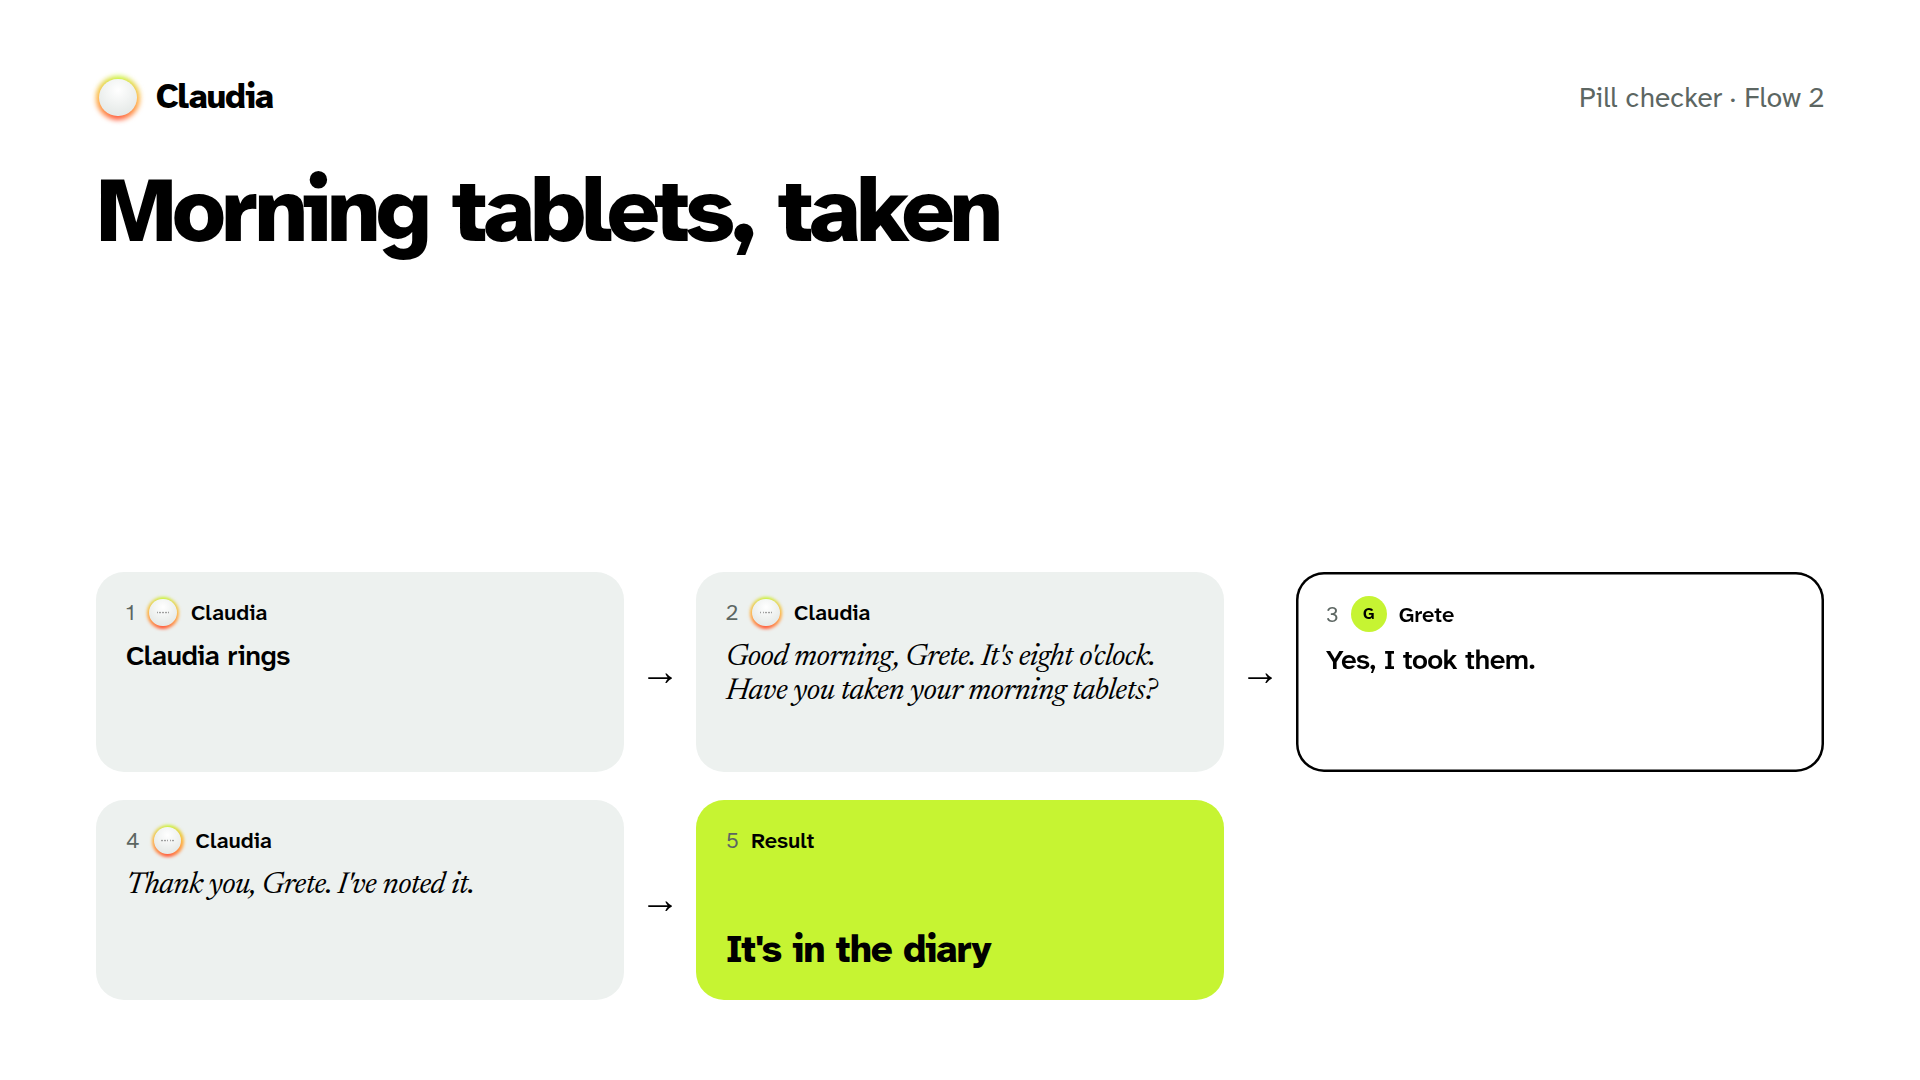 Claudia
Pill checker · Flow 2
Morning tablets, taken
1 Claudia
Claudia rings
→
2 Claudia
Good morning, Grete. It's eight o'clock.
Have you taken your morning tablets?
→
3 G Grete
Yes, I took them.
4 Claudia
Thank you, Grete. I've noted it.
→
5 Result
It's in the diary